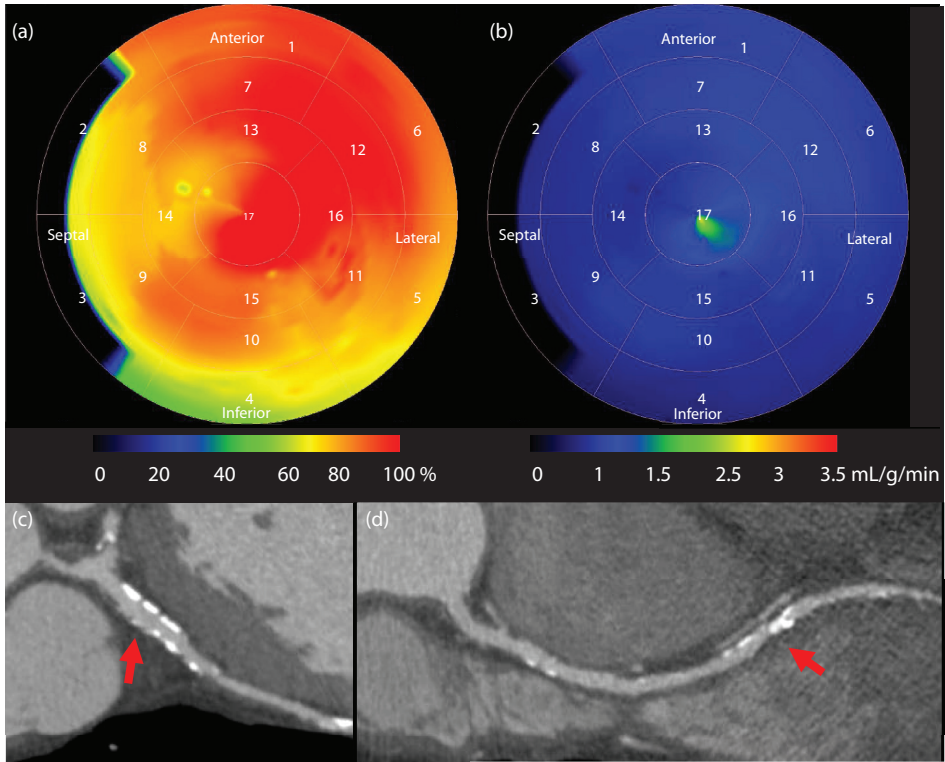 (a)
Anterior
1
7
2
6
8
13
12
14
17
16
Septal
Lateral
9
11
3
15
5
10
4
Inferior
0 20 40 60 80 100 %
(b)
Anterior
1
7
2
6
8
13
12
14
17
16
Septal
Lateral
9
11
3
15
5
10
4
Inferior
0 1 1.5 2.5 3 3.5 mL/g/min
(c)
(d)